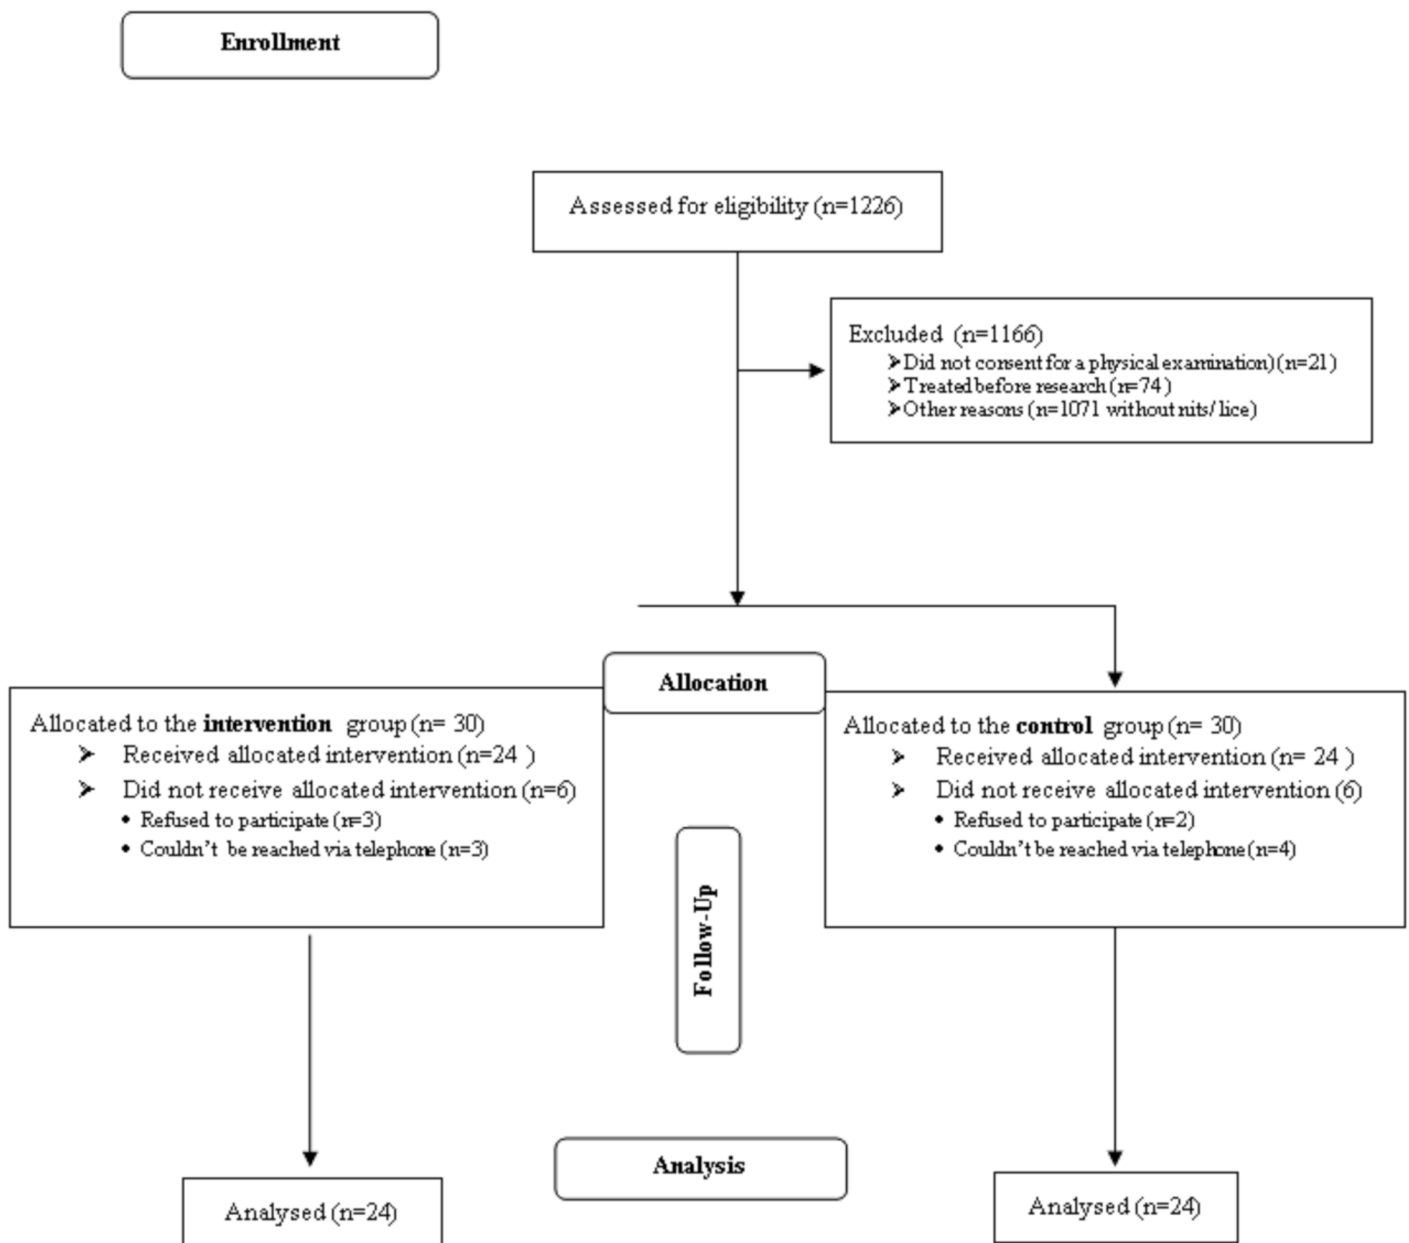 Enrollment
Assessed for eligibility (n=1226)
Excluded (n=1166)
➢Did not consent for a physical examination)(n=21)
➢Treated before research (n=74)
➢Other reasons (n=1071 without nits/ lice)
Allocation
Allocated to the intervention group (n= 30)
➢ Received allocated intervention (n=24 )
➢ Did not receive allocated intervention (n=6)
• Refused to participate (n=3)
• Couldn't be reached via telephone (n=3)
Allocated to the control group (n= 30)
➢ Received allocated intervention (n= 24 )
➢ Did not receive allocated intervention (6)
• Refused to participate (n=2)
• Couldn't be reached via telephone (n=4)
Follow-Up
Analysis
Analysed (n=24)
Analysed (n=24)